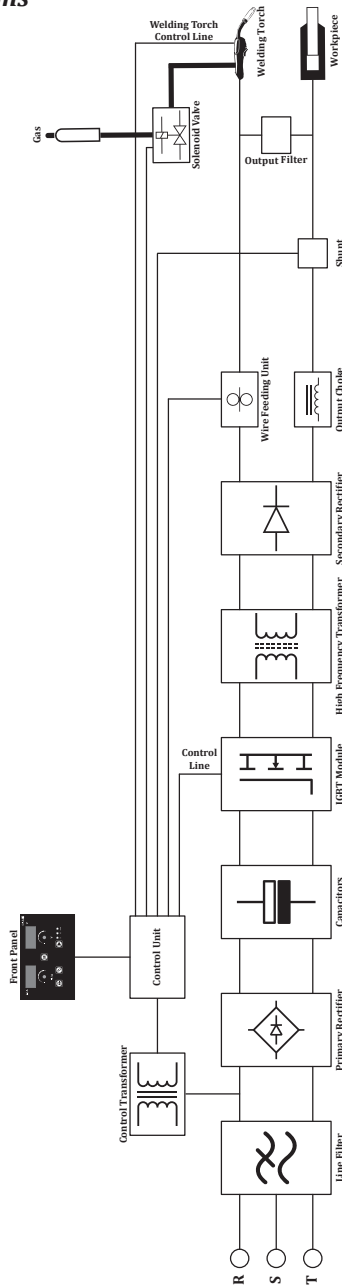 ns
Welding Torch
Control Line
Welding Torch
Workpiece
Gas
Solenoid Valve
Output Filter
Shunt
Wire Feeding Unit
Output Choke
Secondary Rectifier
High Frequency Transformer
Control
Line
IGBT Module
Front Panel
Control Unit
Capacitors
Control Transformer
Primary Rectifier
Line Filter
R
S
T